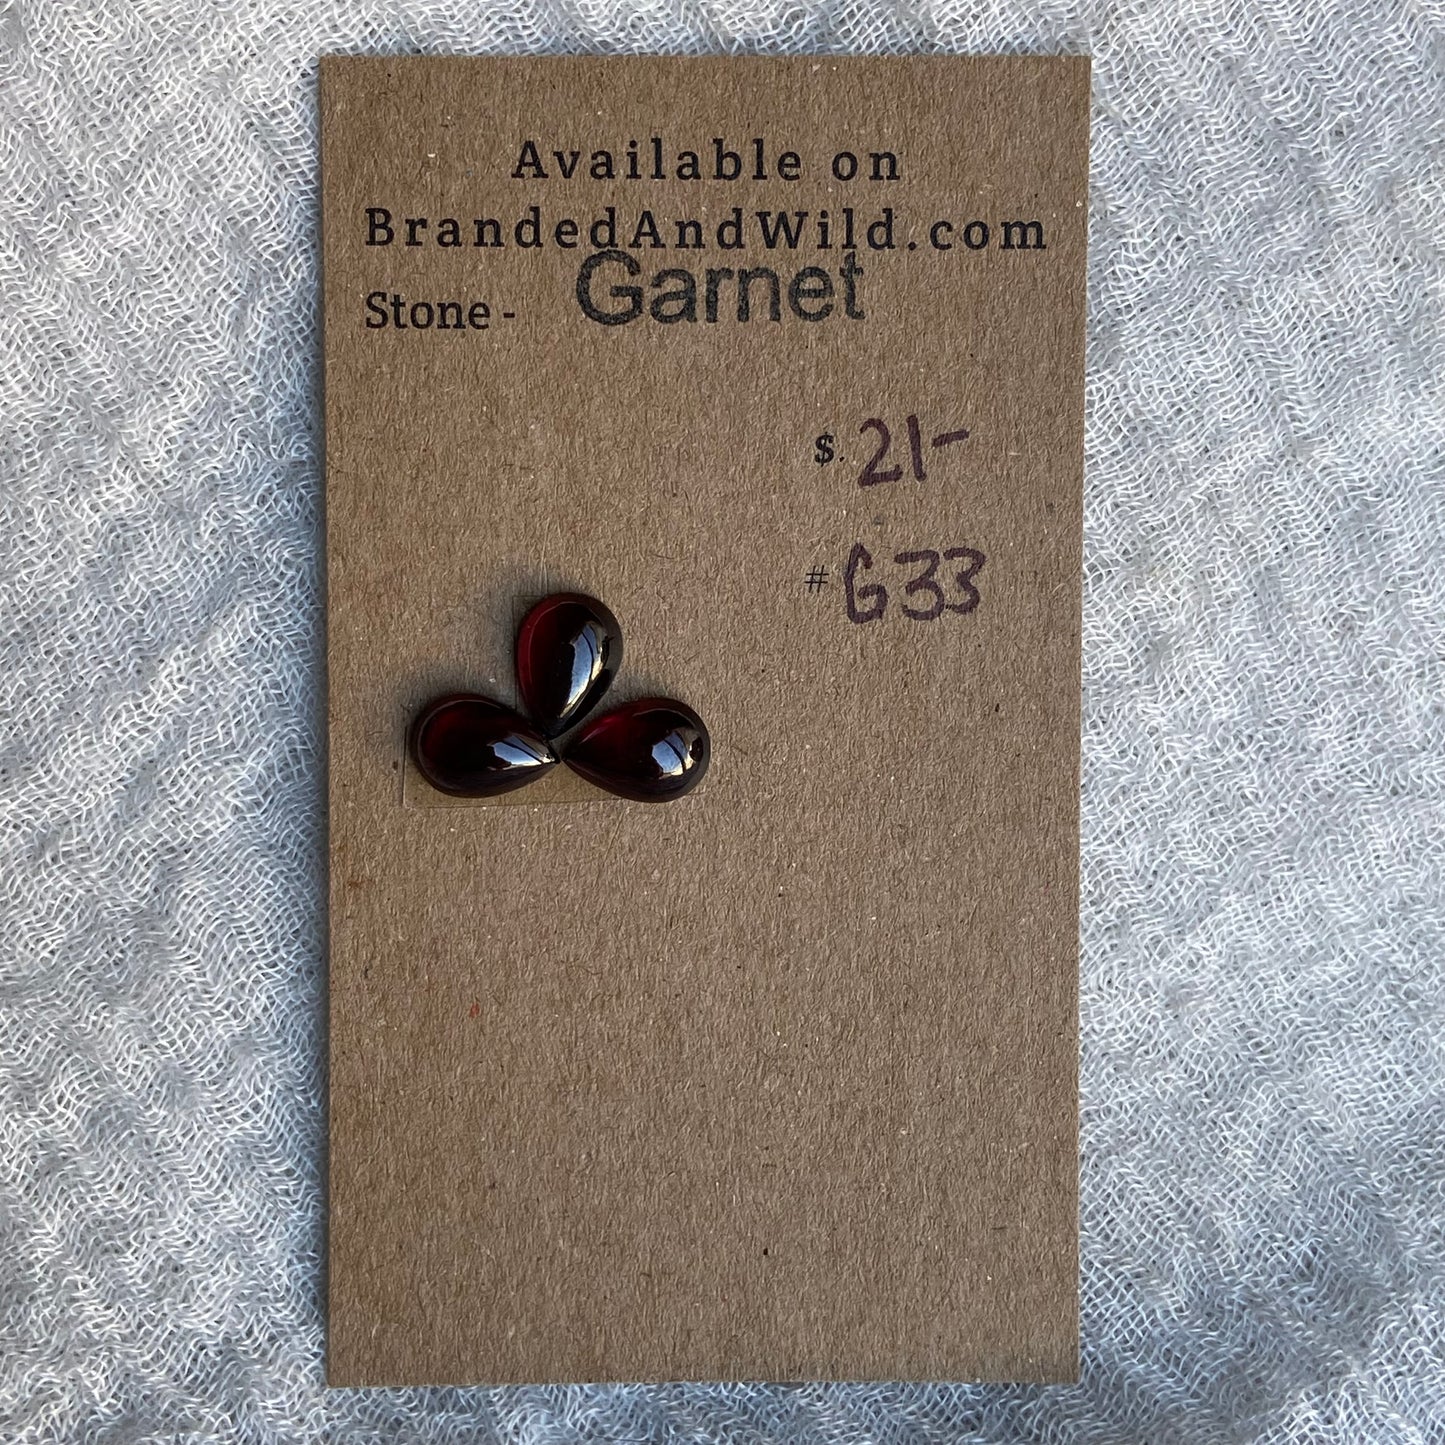 Available on
BrandedAndWild.com
Stone - Garnet
$. 21-
# G33